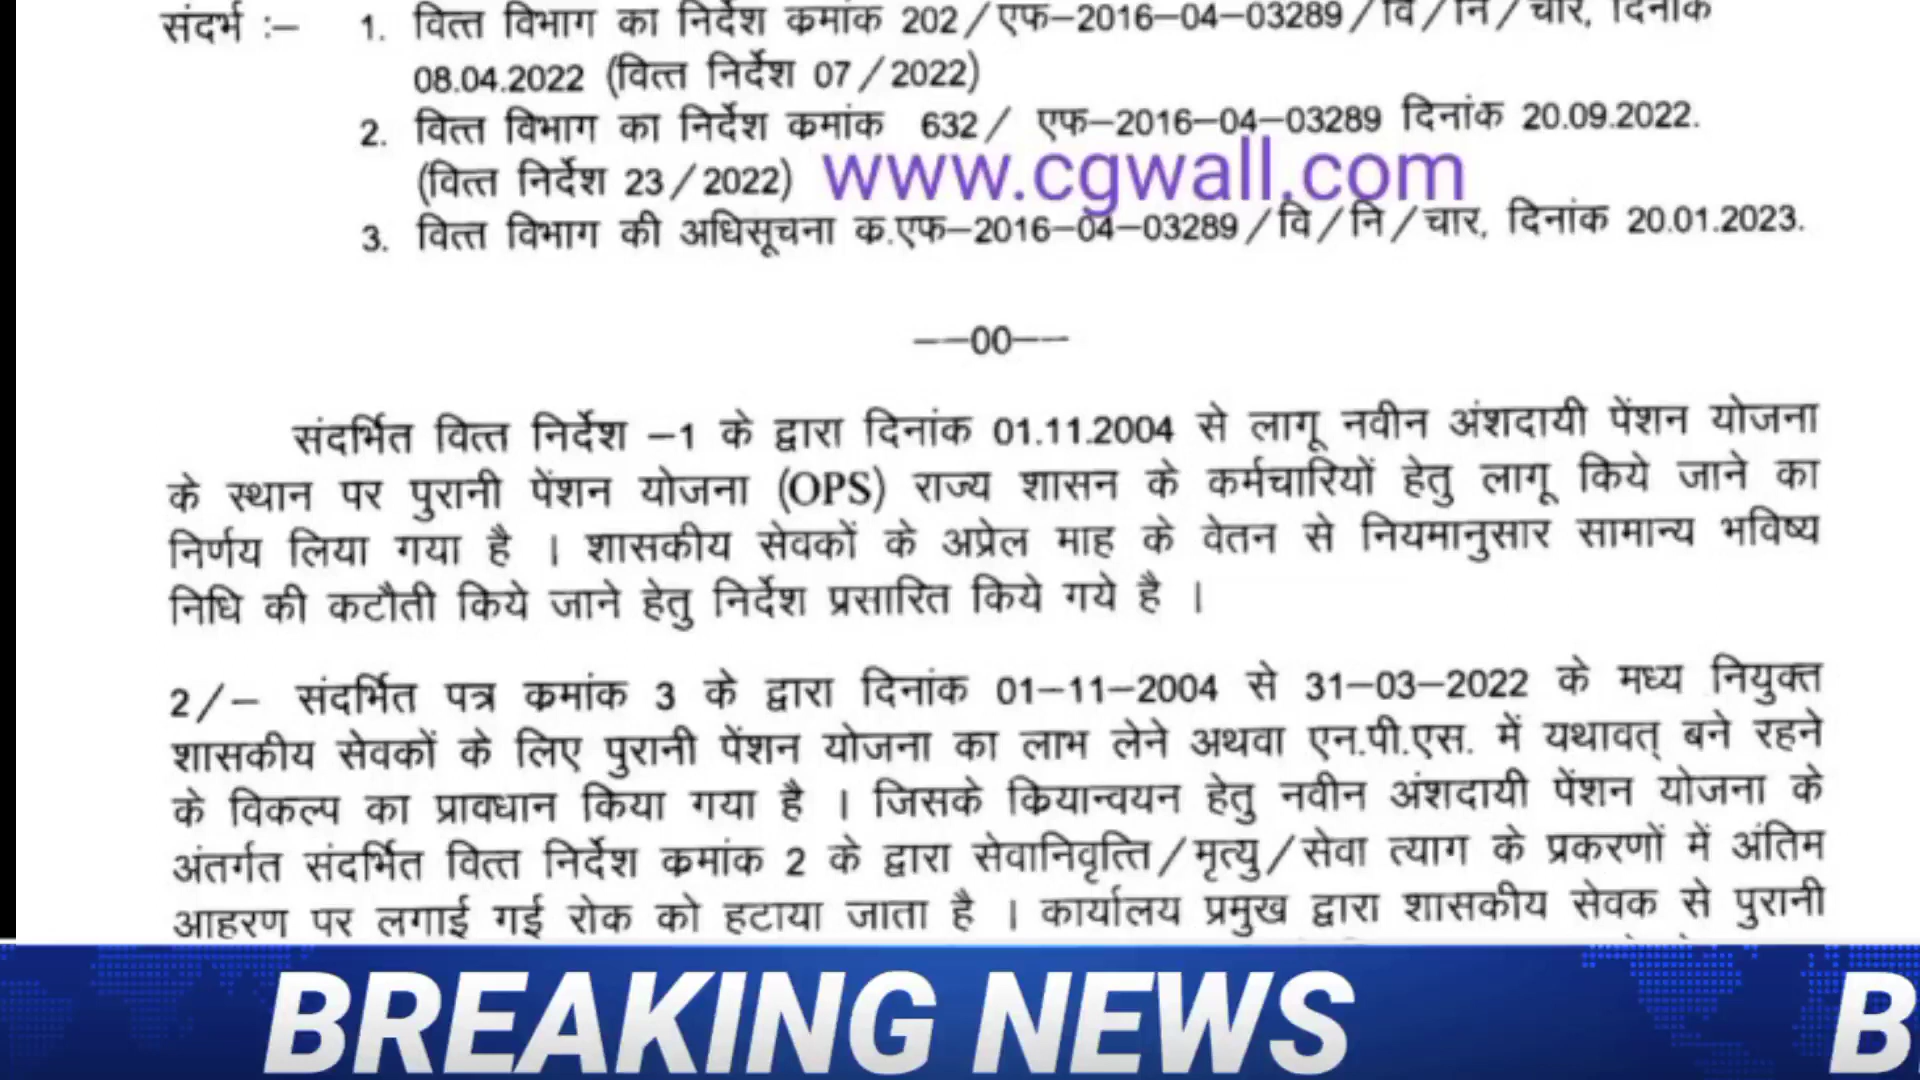 संदर्भ :– 1. वित्त विभाग का निर्देश कमांक 202/एफ–2016–04–03289/वि/नि/चार, दिनांक
08.04.2022 (वित्त निर्देश 07/2022)
2. वित्त विभाग का निर्देश कमांक 632/ एफ–2016–04–03289 दिनांक 20.09.2022.
(वित्त निर्देश 23/2022) www.cgwall.com
3. वित्त विभाग की अधिसूचना क.एफ–2016–04–03289/वि/नि/चार, दिनांक 20.01.2023.
––00––
संदर्भित वित्त निर्देश –1 के द्वारा दिनांक 01.11.2004 से लागू नवीन अंशदायी पेंशन योजना
के स्थान पर पुरानी पेंशन योजना (OPS) राज्य शासन के कर्मचारियों हेतु लागू किये जाने का
निर्णय लिया गया है । शासकीय सेवकों के अप्रेल माह के वेतन से नियमानुसार सामान्य भविष्य
निधि की कटौती किये जाने हेतु निर्देश प्रसारित किये गये है ।
2/– संदर्भित पत्र कमांक 3 के द्वारा दिनांक 01–11–2004 से 31–03–2022 के मध्य नियुक्त
शासकीय सेवकों के लिए पुरानी पेंशन योजना का लाभ लेने अथवा एन.पी.एस. में यथावत् बने रहने
के विकल्प का प्रावधान किया गया है । जिसके कियान्वयन हेतु नवीन अंशदायी पेंशन योजना के
अंतर्गत संदर्भित वित्त निर्देश कमांक 2 के द्वारा सेवानिवृत्ति/मृत्यु/सेवा त्याग के प्रकरणों में अंतिम
आहरण पर लगाई गई रोक को हटाया जाता है । कार्यालय प्रमुख द्वारा शासकीय सेवक से पुरानी
BREAKING NEWS B